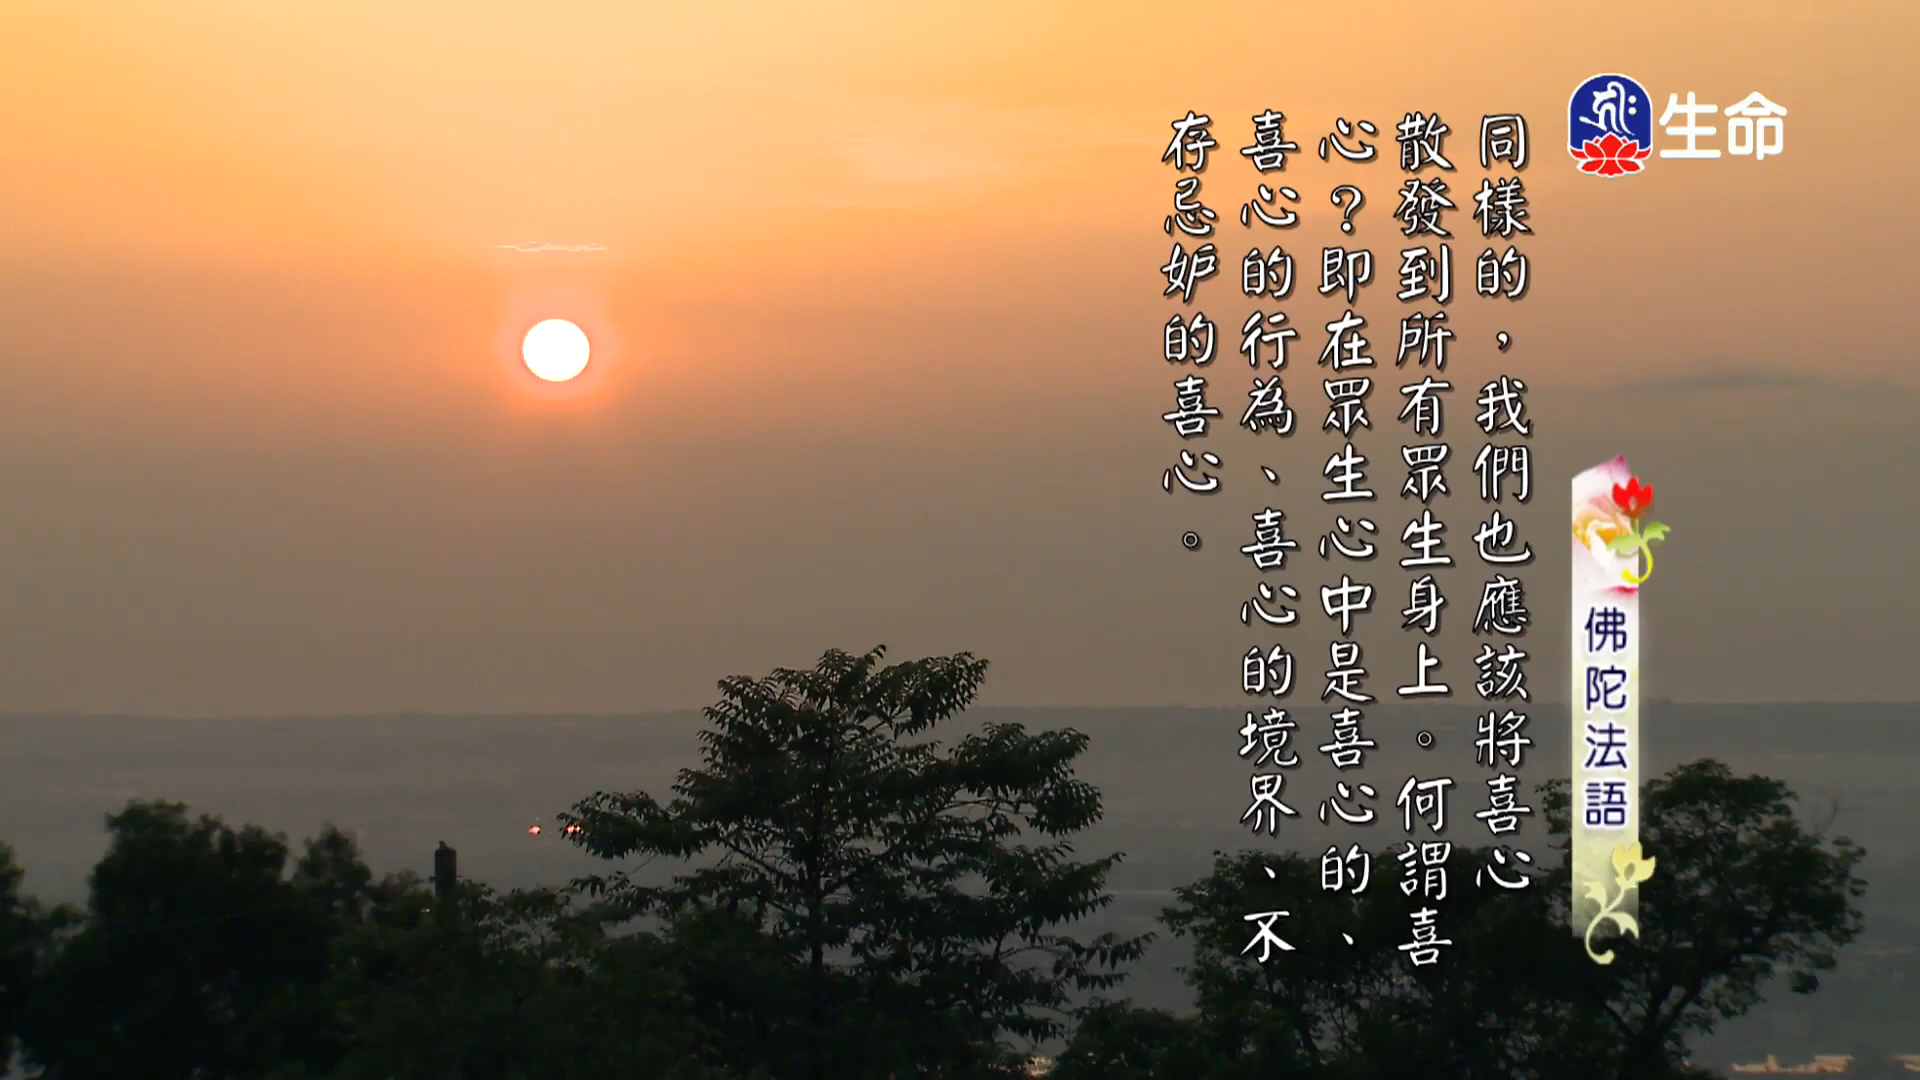 生命
同樣的，我們也應該將喜心
散發到所有眾生身上。何謂喜
心？即在眾生心中是喜心的、
喜心的行為、喜心的境界、不
存忌妒的喜心。
佛陀法語